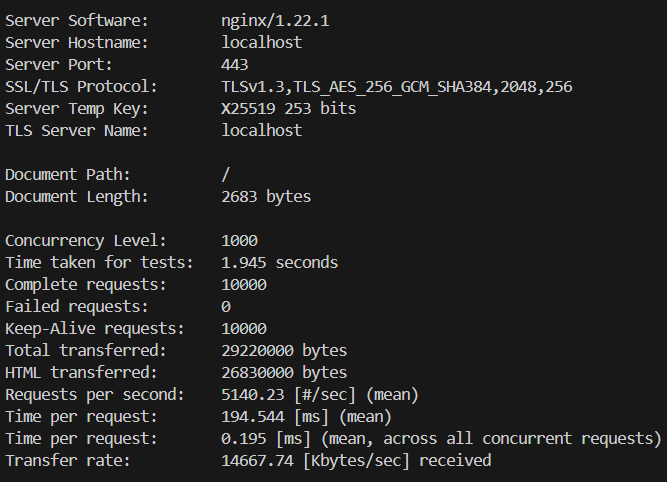 Server Software: nginx/1.22.1
Server Hostname: localhost
Server Port: 443
SSL/TLS Protocol: TLSv1.3,TLS_AES_256_GCM_SHA384,2048,256
Server Temp Key: X25519 253 bits
TLS Server Name: localhost

Document Path: /
Document Length: 2683 bytes

Concurrency Level: 1000
Time taken for tests: 1.945 seconds
Complete requests: 10000
Failed requests: 0
Keep-Alive requests: 10000
Total transferred: 29220000 bytes
HTML transferred: 26830000 bytes
Requests per second: 5140.23 [#/sec] (mean)
Time per request: 194.544 [ms] (mean)
Time per request: 0.195 [ms] (mean, across all concurrent requests)
Transfer rate: 14667.74 [Kbytes/sec] received